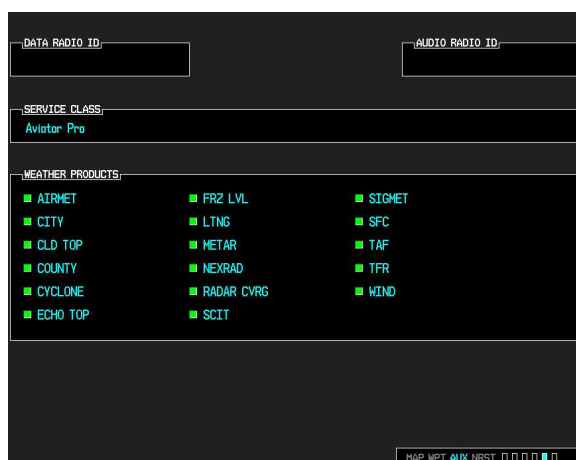 DATA RADIO ID
AUDIO RADIO ID
SERVICE CLASS
Aviator Pro
WEATHER PRODUCTS
AIRMET FRZ LVL SIGMET
CITY LTNG SFC
CLD TOP METAR TAF
COUNTY NEXRAD TFR
CYCLONE RADAR CVRG WIND
ECHO TOP SCIT
MAP WPT AUX NRST